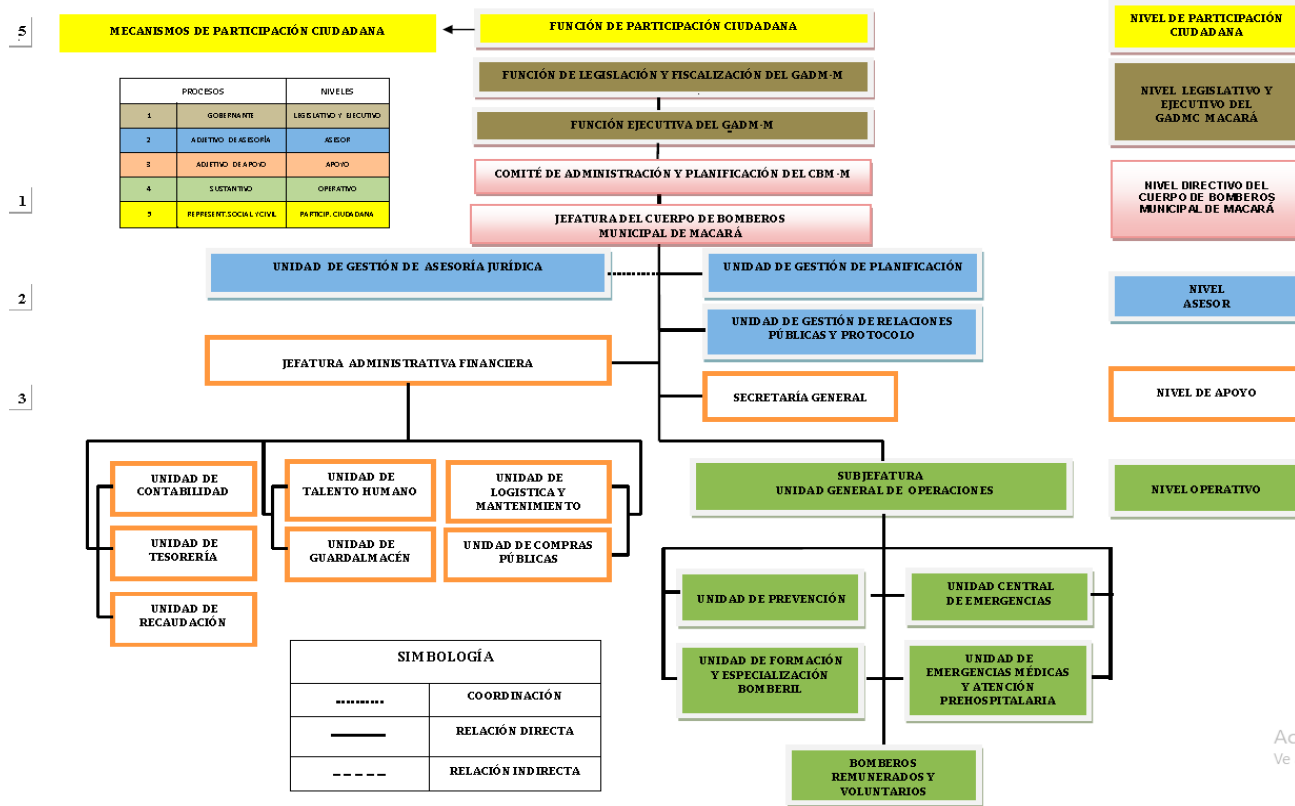 5
MECANISMOS DE PARTICIPACIÓN CIUDADANA
FUNCIÓN DE PARTICIPACIÓN CIUDADANA
NIVEL DE PARTICIPACIÓN
CIUDADANA
FUNCIÓN DE LEGISLACIÓN Y FISCALIZACIÓN DEL GADM-M
FUNCIÓN EJECUTIVA DEL GADM-M
NIVEL LEGISLATIVO Y
EJECUTIVO DEL
GADMC MACARÁ
PROCESOS
NIVELES
1
GOBERNANTE
LEGISLATIVO Y EJECUTIVO
2
ADJETIVO DE ASESORÍA
ASESOR
3
ADJETIVO DE APOYO
APOYO
4
SUSTANTIVO
OPERATIVO
5
REPRESENT. SOCIAL Y CIVIL
PARTICIP. CIUDADANA
1
COMITÉ DE ADMINISTRACIÓN Y PLANIFICACIÓN DEL CBM-M
JEFATURA DEL CUERPO DE BOMBEROS
MUNICIPAL DE MACARÁ
NIVEL DIRECTIVO DEL
CUERPO DE BOMBEROS
MUNICIPAL DE MACARÁ
2
UNIDAD DE GESTIÓN DE ASESORÍA JURÍDICA
UNIDAD DE GESTIÓN DE PLANIFICACIÓN
UNIDAD DE GESTIÓN DE RELACIONES
PÚBLICAS Y PROTOCOLO
NIVEL
ASESOR
3
JEFATURA ADMINISTRATIVA FINANCIERA
SECRETARÍA GENERAL
NIVEL DE APOYO
UNIDAD DE
CONTABILIDAD
UNIDAD DE
TALENTO HUMANO
UNIDAD DE
LOGISTICA Y
MANTENIMIENTO
UNIDAD DE
TESORERÍA
UNIDAD DE
GUARDALMACÉN
UNIDAD DE COMPRAS
PÚBLICAS
UNIDAD DE
RECAUDACIÓN
SUBJEFATURA
UNIDAD GENERAL DE OPERACIONES
NIVEL OPERATIVO
UNIDAD DE PREVENCIÓN
UNIDAD CENTRAL
DE EMERGENCIAS
UNIDAD DE FORMACIÓN
Y ESPECIALIZACIÓN
BOMBERIL
UNIDAD DE
EMERGENCIAS MÉDICAS
Y ATENCIÓN
PREHOSPITALARIA
BOMBEROS
REMUNERADOS Y
VOLUNTARIOS
SIMBOLOGÍA
COORDINACIÓN
RELACIÓN DIRECTA
RELACIÓN INDIRECTA
Ac
Ve